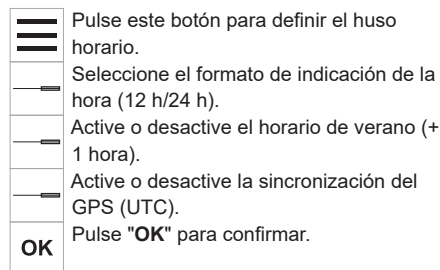 Pulse este botón para definir el huso
horario.
Seleccione el formato de indicación de la
hora (12 h/24 h).
Active o desactive el horario de verano (+
1 hora).
Active o desactive la sincronización del
GPS (UTC).
OK Pulse "OK" para confirmar.